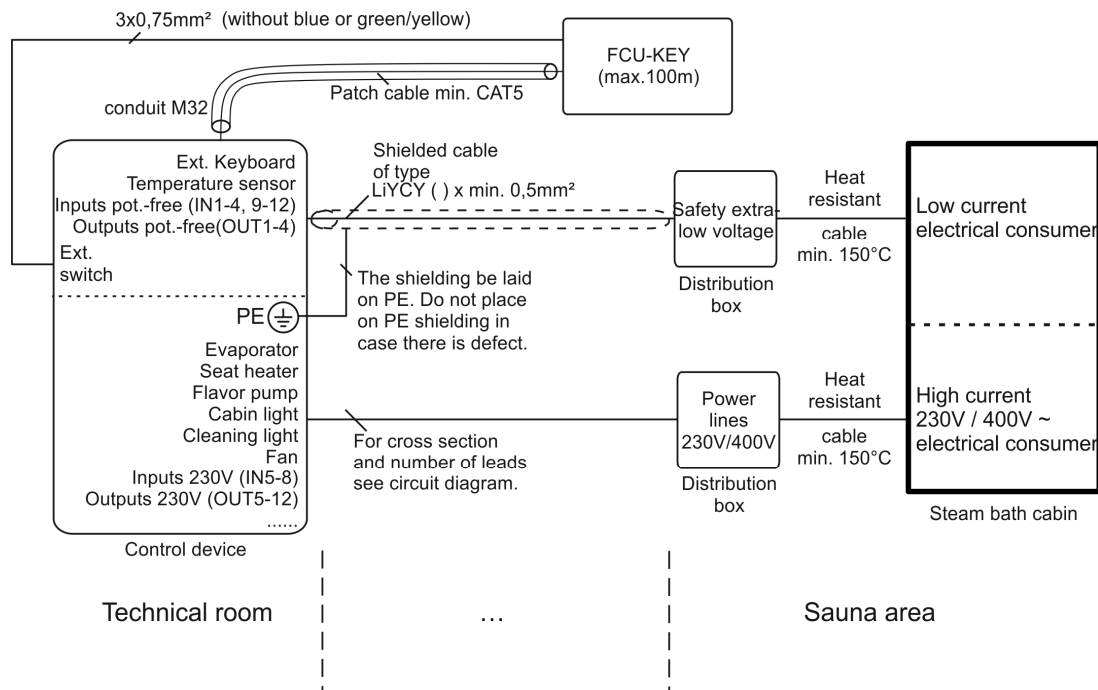 3x0,75mm² (without blue or green/yellow)
FCU-KEY
(max.100m)
Patch cable min. CAT5
conduit M32
Ext. Keyboard
Temperature sensor
Inputs pot.-free (IN1-4, 9-12)
Outputs pot.-free(OUT1-4)
Ext.
switch
PE
Evaporator
Seat heater
Flavor pump
Cabin light
Cleaning light
Fan
Inputs 230V (IN5-8)
Outputs 230V (OUT5-12)
......
Control device
Shielded cable
of type
LiYCY ( ) x min. 0,5mm²
The shielding be laid
on PE. Do not place
on PE shielding in
case there is defect.
For cross section
and number of leads
see circuit diagram.
Safety extra-
low voltage
Distribution
box
Heat
resistant
cable
min. 150°C
Power
lines
230V/400V
Distribution
box
Heat
resistant
cable
min. 150°C
Low current
electrical consumer
High current
230V / 400V ~
electrical consumer
Steam bath cabin
Technical room
...
Sauna area